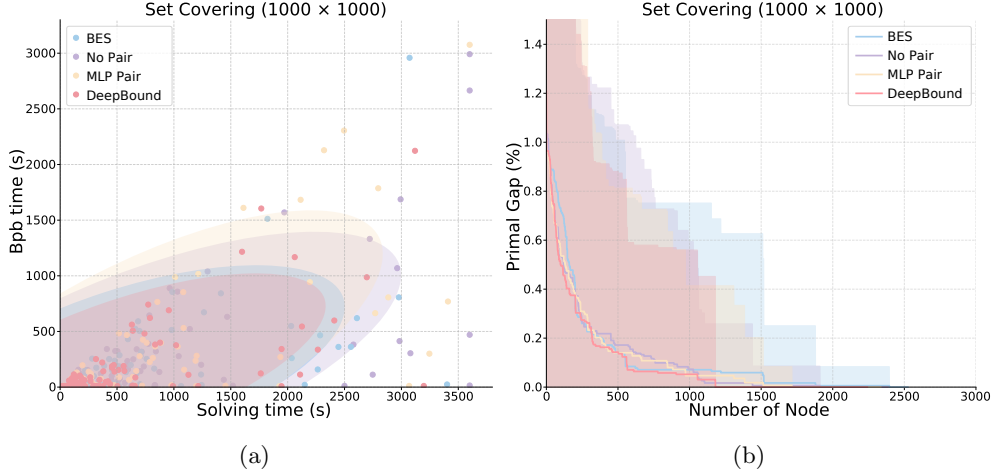 Set Covering (1000 × 1000)
BES
No Pair
MLP Pair
DeepBound
Bpb time (s)
3000
2500
2000
1500
1000
500
0
0 500 1000 1500 2000 2500 3000 3500
Solving time (s)
(a)
Set Covering (1000 × 1000)
BES
No Pair
MLP Pair
DeepBound
Primal Gap (%)
1.4
1.2
1.0
0.8
0.6
0.4
0.2
0.0
0 500 1000 1500 2000 2500 3000
Number of Node
(b)